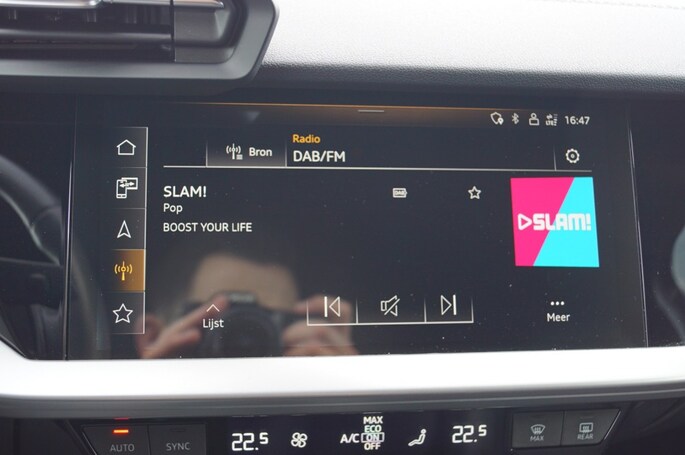 16:47
Radio
Bron DAB/FM
SLAM!
DAB
Pop
BOOST YOUR LIFE
SLAM!
Lijst
Meer
AUTO SYNC
22.5
A/C
MAX
ECO
ON
OFF
22.5
MAX REAR